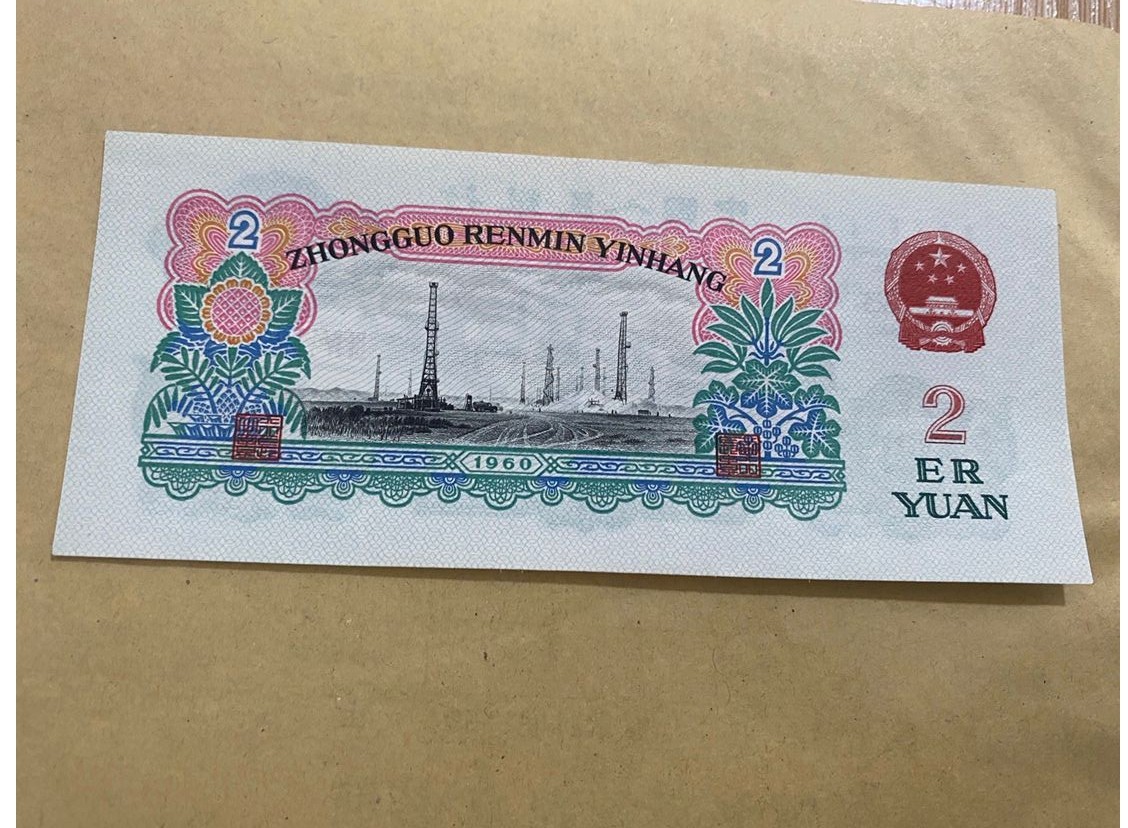 2
2
ZHONGGUO RENMIN YINHANG
2
ER
YUAN
1960